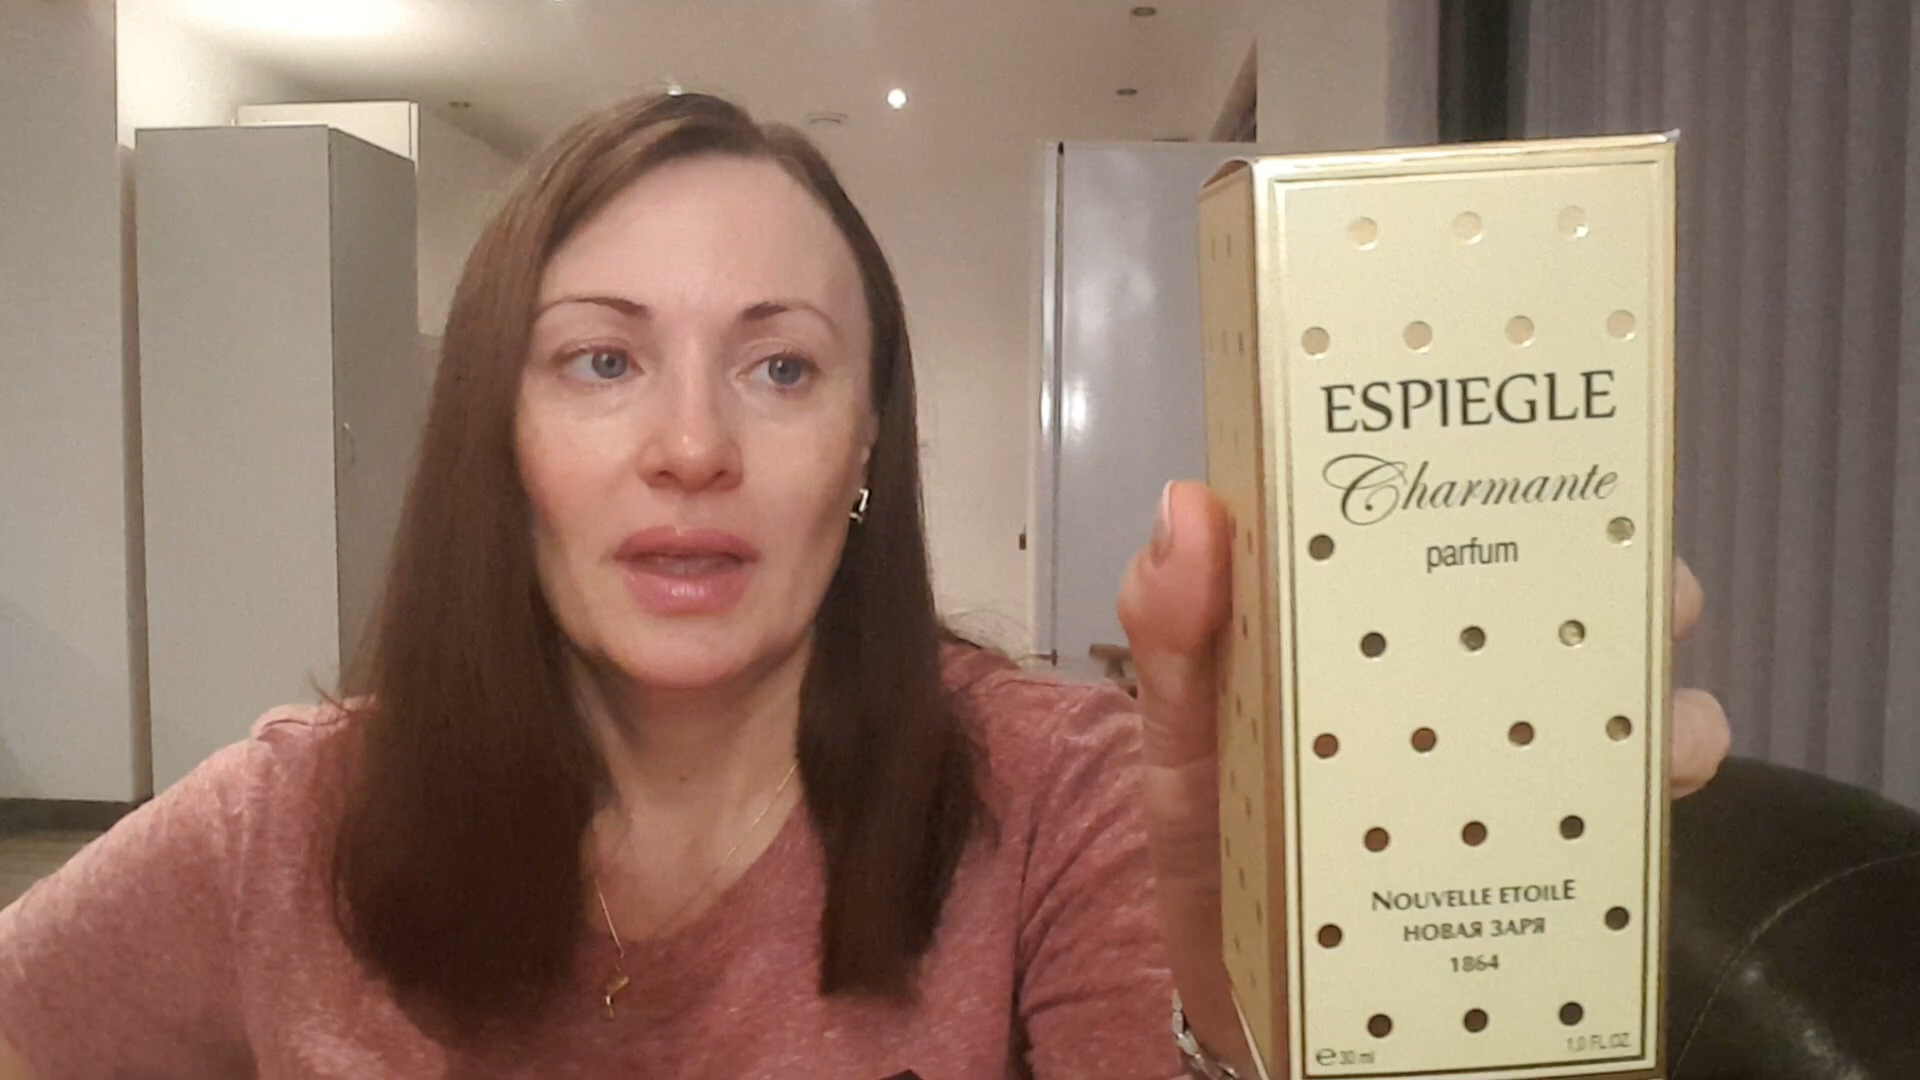 ESPIEGLE
Charmante
parfum
NOUVELLE ETOILE
НОВАЯ ЗАРЯ
1864
℮ 30 ml 1.0 FL.OZ.